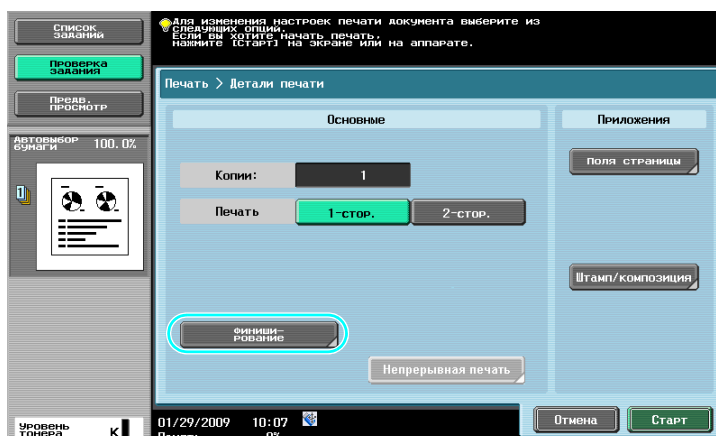 Список
заданий
Для изменения настроек печати документа выберите из
следующих опций.
Если вы хотите начать печать,
нажмите [Старт] на экране или на аппарате.
Проверка
задания
Предв.
просмотр
Печать > Детали печати
Основные
Приложения
Автовыбор
бумаги 100.0%
Копии: 1
Поля страницы
Печать 1-стор. 2-стор.
Штамп/композиция
Финиши-
рование
Непрерывная печать
Уровень
тонера K
01/29/2009 10:07
Память 0%
Отмена Старт